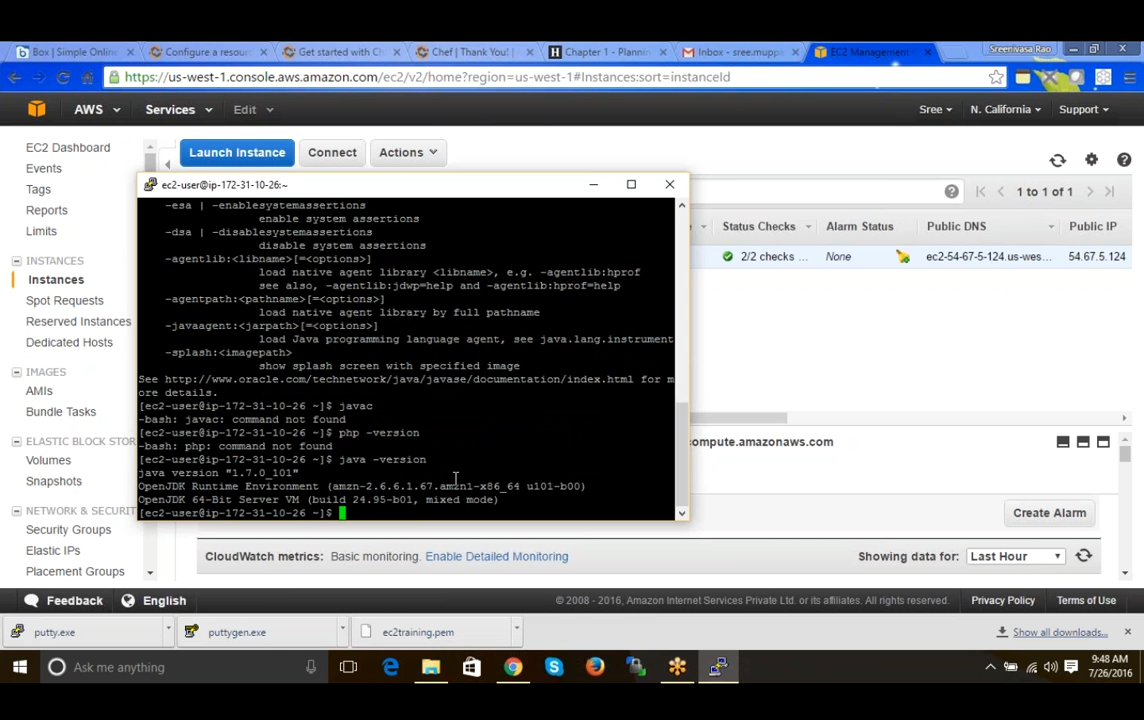 Box | Simple Onlin
Configure a resour
Get started with Ch
Chef | Thank You! |
Chapter 1 - Plannin
Inbox - sree.muppa
EC2 Management
Sreenivasa Rao
https://us-west-1.console.aws.amazon.com/ec2/v2/home?region=us-west-1#Instances:sort=instanceId
AWS
Services
Edit
Sree
N. California
Support
EC2 Dashboard
Events
Tags
Reports
Limits
INSTANCES
Instances
Spot Requests
Reserved Instances
Dedicated Hosts
IMAGES
AMIs
Bundle Tasks
ELASTIC BLOCK STOR
Volumes
Snapshots
NETWORK & SECURIT
Security Groups
Elastic IPs
Placement Groups
Launch Instance
Connect
Actions
1 to 1 of 1
Status Checks
Alarm Status
Public DNS
Public IP
2/2 checks ...
None
ec2-54-67-5-124.us-wes...
54.67.5.124
ec2-user@ip-172-31-10-26:~
-esa | -enablesystemassertions
enable system assertions
-dsa | -disablesystemassertions
disable system assertions
-agentlib:<libname>[=<options>]
load native agent library <libname>, e.g. -agentlib:hprof
see also, -agentlib:jdwp=help and -agentlib:hprof=help
-agentpath:<pathname>[=<options>]
load native agent library by full pathname
-javaagent:<jarpath>[=<options>]
load Java programming language agent, see java.lang.instrument
-splash:<imagepath>
show splash screen with specified image
See http://www.oracle.com/technetwork/java/javase/documentation/index.html for m
ore details.
[ec2-user@ip-172-31-10-26 ~]$ javac
-bash: javac: command not found
[ec2-user@ip-172-31-10-26 ~]$ php -version
-bash: php: command not found
[ec2-user@ip-172-31-10-26 ~]$ java -version
java version "1.7.0_101"
OpenJDK Runtime Environment (amzn-2.6.6.1.67.amzn1-x86_64 u101-b00)
OpenJDK 64-Bit Server VM (build 24.95-b01, mixed mode)
[ec2-user@ip-172-31-10-26 ~]$
compute.amazonaws.com
Create Alarm
CloudWatch metrics: Basic monitoring. Enable Detailed Monitoring
Showing data for: Last Hour
Feedback
English
© 2008 - 2016, Amazon Internet Services Private Ltd. or its affiliates. All rights reserved.
Privacy Policy
Terms of Use
putty.exe
puttygen.exe
ec2training.pem
Show all downloads...
Ask me anything
9:48 AM
7/26/2016